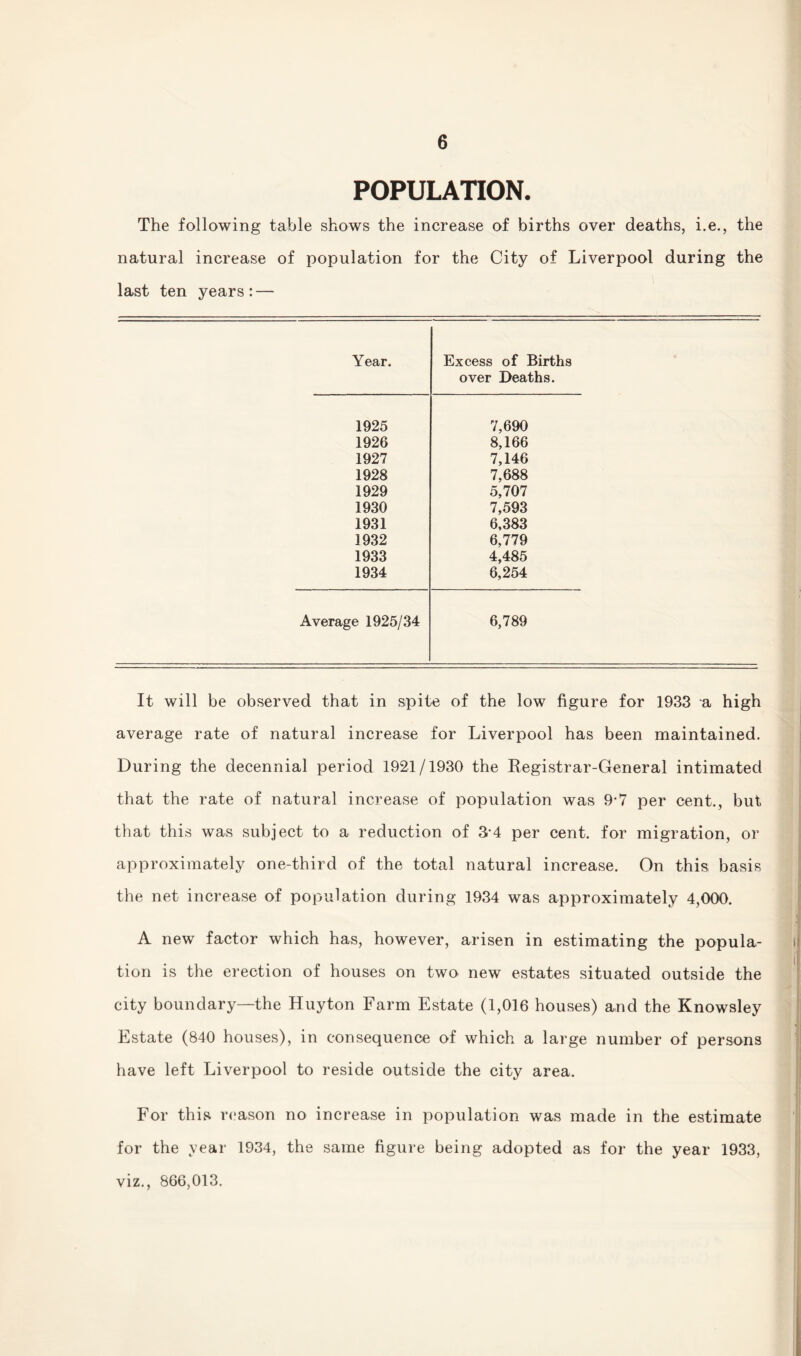 6
POPULATION.
The following table shows the increase of births over deaths, i.e., the
natural increase of population for the City of Liverpool during the
last ten years:—
Year. Excess of Births
over Deaths.
1925 7,690
1926 8,166
1927 7,146
1928 7,688
1929 5,707
1930 7,593
1931 6,383
1932 6,779
1933 4,485
1934 6,254
Average 1925/34 6,789
It will be observed that in spite of the low figure for 1933 a high
average rate of natural increase for Liverpool has been maintained.
During the decennial period 1921/1930 the Registrar-General intimated
that the rate of natural increase of population was 9·7 per cent., but
that this was subject to a reduction of 3·4 per cent. for migration, or
approximately one-third of the total natural increase. On this basis
the net increase of population during 1934 was approximately 4,000.
A new factor which has, however, arisen in estimating the popula-
tion is the erection of houses on two new estates situated outside the
city boundary—the Huyton Farm Estate (1,016 houses) and the Knowsley
Estate (840 houses), in consequence of which a large number of persons
have left Liverpool to reside outside the city area.
For this reason no increase in population was made in the estimate
for the year 1934, the same figure being adopted as for the year 1933,
viz., 866,013.